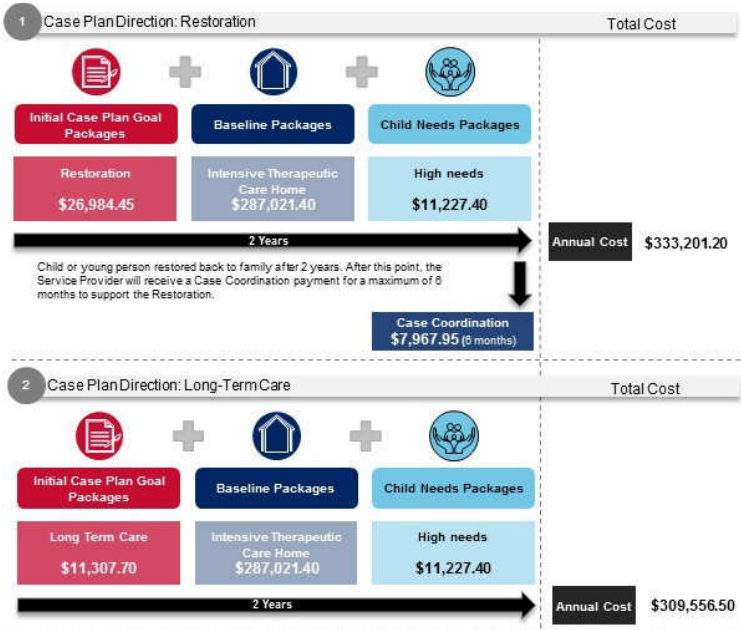 1 Case Plan Direction: Restoration
Total Cost
Initial Case Plan Goal
Packages
Baseline Packages
Child Needs Packages
Restoration
$26,984.45
Intensive Therapeutic
Care Home
$287,021.40
High needs
$11,227.40
2 Years
Annual Cost
$333,201.20
Child or young person restored back to family after 2 years. After this point, the
Service Provider will receive a Case Coordination payment for a maximum of 6
months to support the Restoration.
Case Coordination
$7,967.95 (6 months)
2 Case Plan Direction: Long-Term Care
Total Cost
Initial Case Plan Goal
Packages
Baseline Packages
Child Needs Packages
Long Term Care
$11,307.70
Intensive Therapeutic
Care Home
$287,021.40
High needs
$11,227.40
2 Years
Annual Cost
$309,556.50